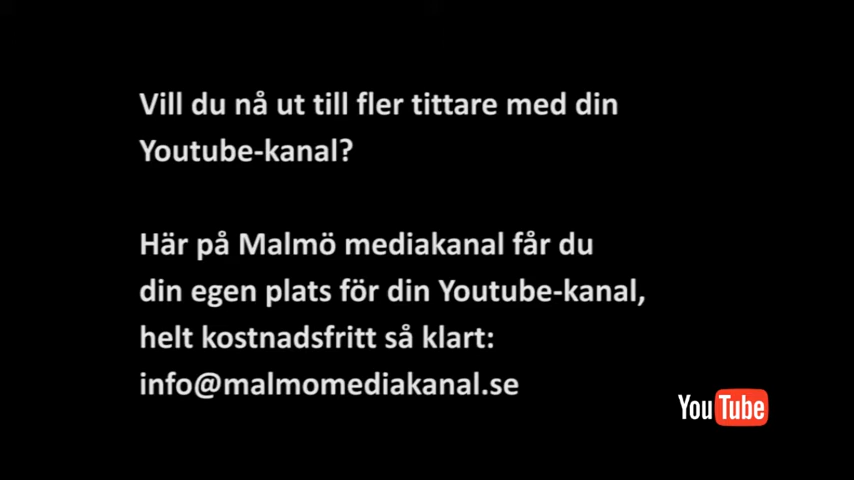 Vill du nå ut till fler tittare med din
Youtube-kanal?
Här på Malmö mediakanal får du
din egen plats för din Youtube-kanal,
helt kostnadsfritt så klart:
info@malmomediakanal.se
YouTube